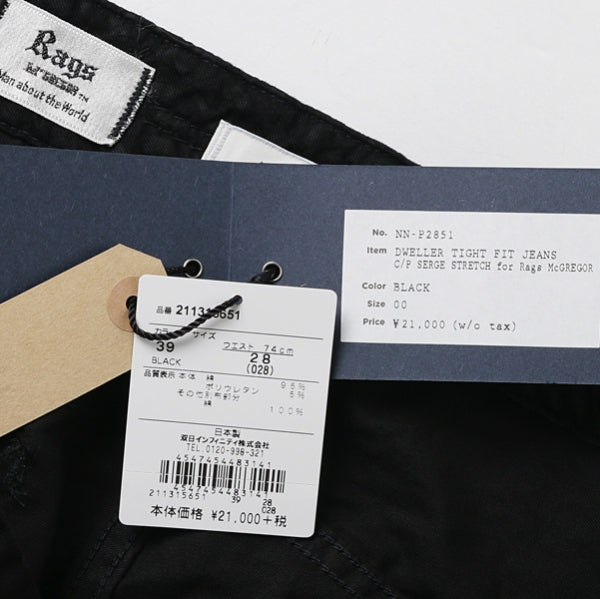 Rags
McGREGOR™
Man about the World
No. NN-P2851
Item DWELLER TIGHT FIT JEANS
C/P SERGE STRETCH for Rags McGREGOR
Color BLACK
Size 00
Price ¥21,000 (w/o tax)
品番 211315651
カラー サイズ
39 ウエスト 74cm
BLACK 28
(028)
品質表示 本体 綿 95%
ポリウレタン 5%
その他別布部分
綿 100%
日本製
双日インフィニティ株式会社
TEL.0120-998-321
4547454483141
4547454483141
211315651 39 28
028
本体価格 ¥21,000+税